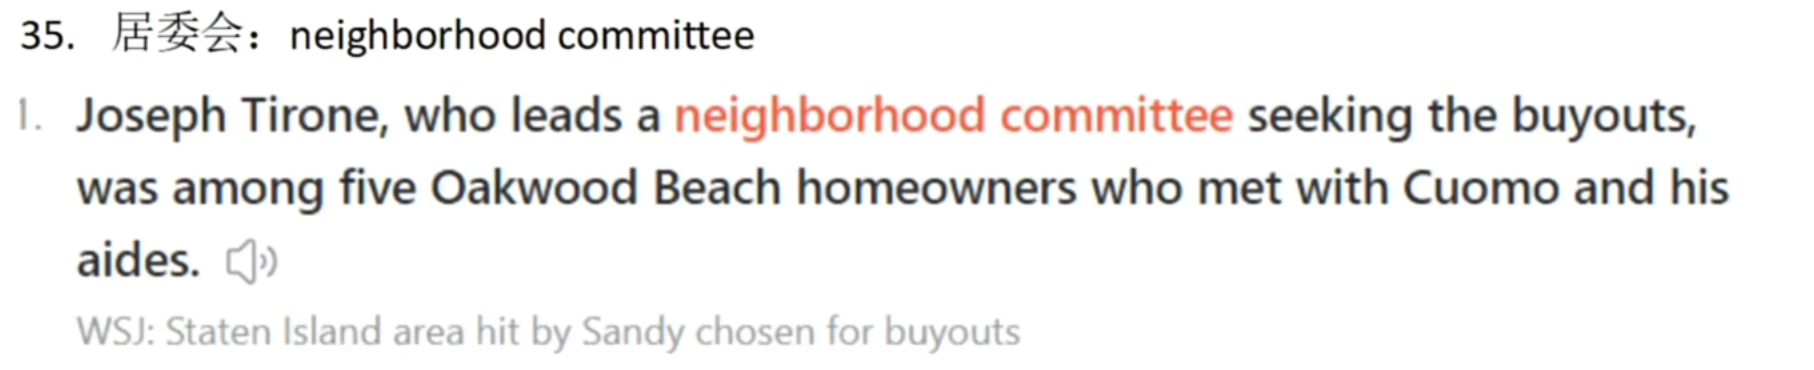 35. 居委会：neighborhood committee
1. Joseph Tirone, who leads a neighborhood committee seeking the buyouts,
was among five Oakwood Beach homeowners who met with Cuomo and his
aides.
WSJ: Staten Island area hit by Sandy chosen for buyouts